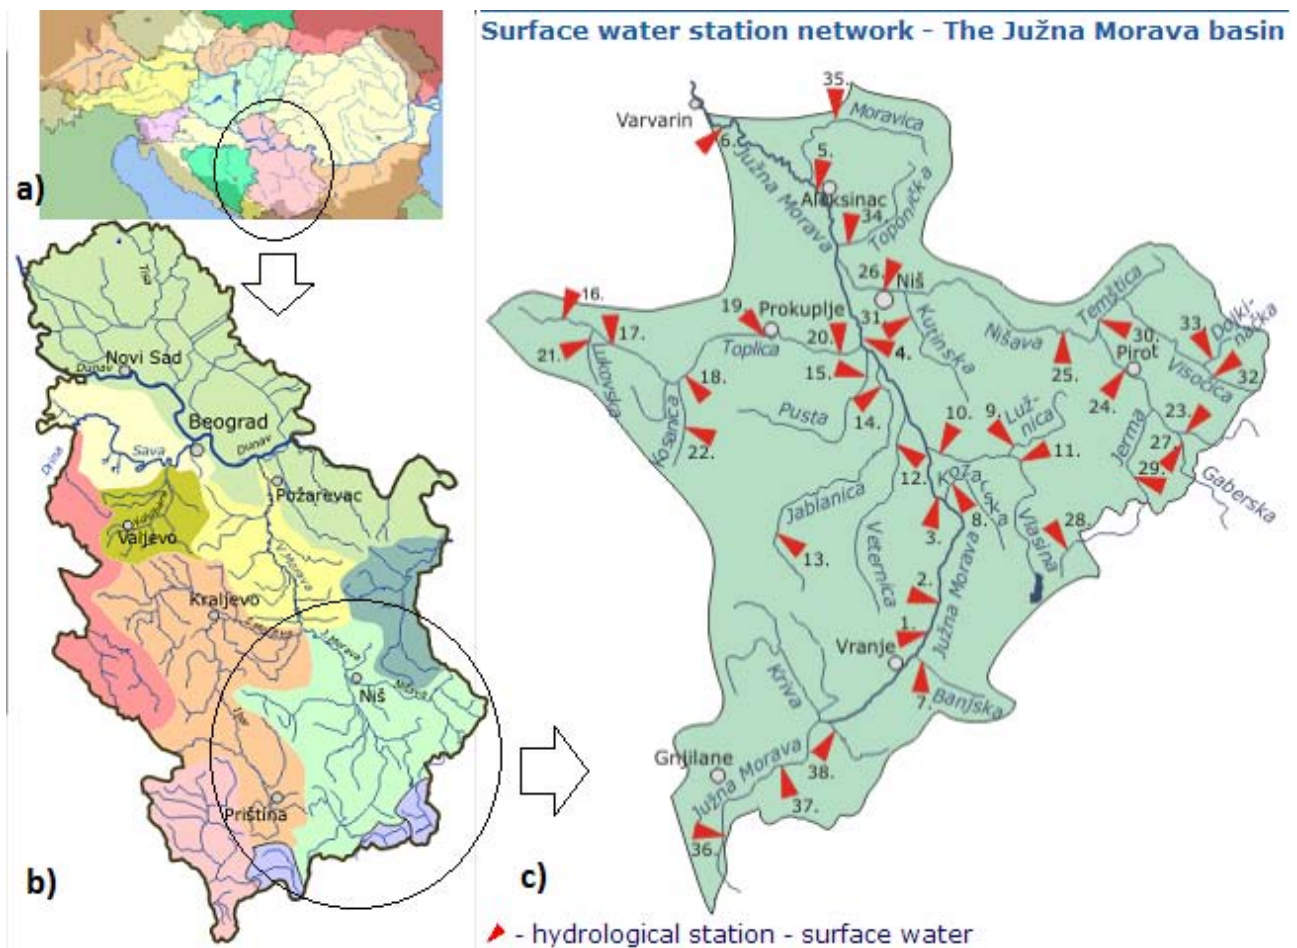 a)
Tisa
Novi Sad
Dunav
Beograd
Dunav
Sava
Drina
Požarevac
Valjevo
V. Morava
Kraljevo
J. Morava
Niš
Nišava
Ibar
Priština
b)
Surface water station network - The Južna Morava basin
35.
Varvarin
Moravica
6.
5.
Južna Morava
Aleksinac
34.
Toponička
26.
Niš
16.
19.
Prokuplje
17.
20.
31.
4.
Kutinska
Nišava
Temštica
30.
33.
Dojki-
načka
Pirot
25.
Visočica
32.
21.
Lukovska
Toplica
18.
15.
14.
Pusta
24.
23.
10.
9.
Luž-
nica
11.
Jerma
27.
29.
Gaberska
Kosanica
22.
12.
Jablanica
8.
3.
Vlasina
28.
13.
Veternica
2.
1.
Južna Morava
Vranje
7.
Banjska
Kriva
Gnjilane
Južna Morava
38.
37.
36.
c)
- hydrological station - surface water